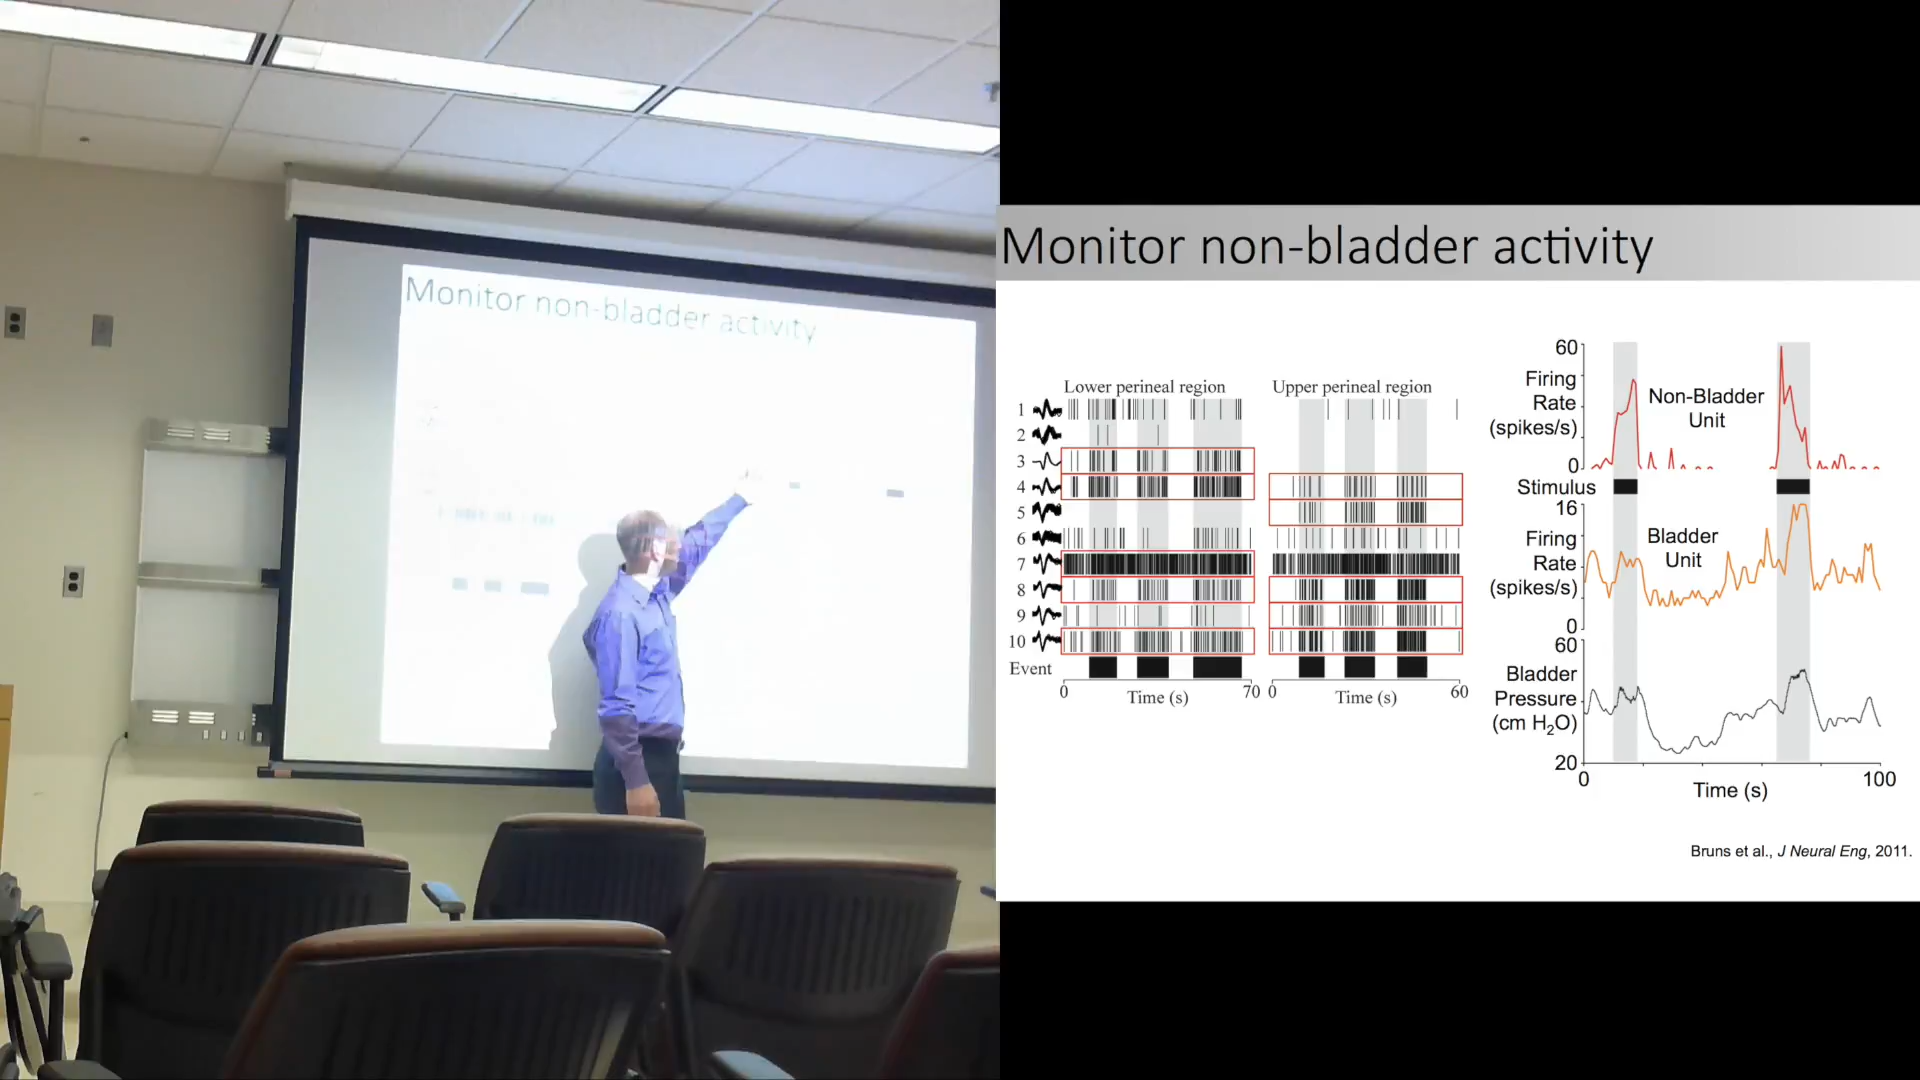 Monitor non-bladder activity
Monitor non-bladder activity
Lower perineal region
Upper perineal region
1
2
3
4
5
6
7
8
9
10
Event
0
70
Time (s)
0
60
Time (s)
60
Firing
Rate
(spikes/s)
0
Non-Bladder
Unit
Stimulus
16
Firing
Rate
(spikes/s)
0
Bladder
Unit
60
Bladder
Pressure
(cm H₂O)
20
0
100
Time (s)
Bruns et al., J Neural Eng, 2011.